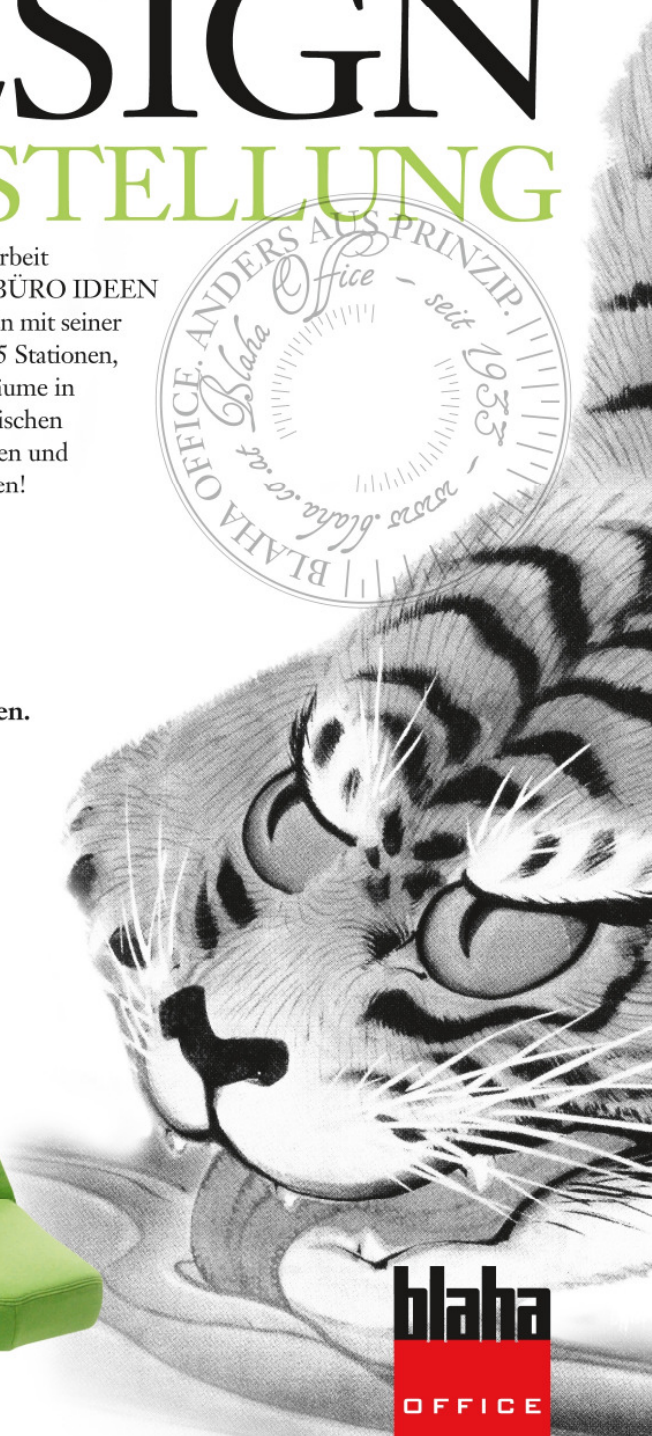 ESIGN
STELLUNG
rbeit
BÜRO IDEEN
n mit seiner
5 Stationen,
äume in
ischen
en und
en!
BLAHA OFFICE. ANDERS AUS PRINZIP.
Blaha Office – seit 1933 – www.blaha.co.at
en.
blaha
OFFICE